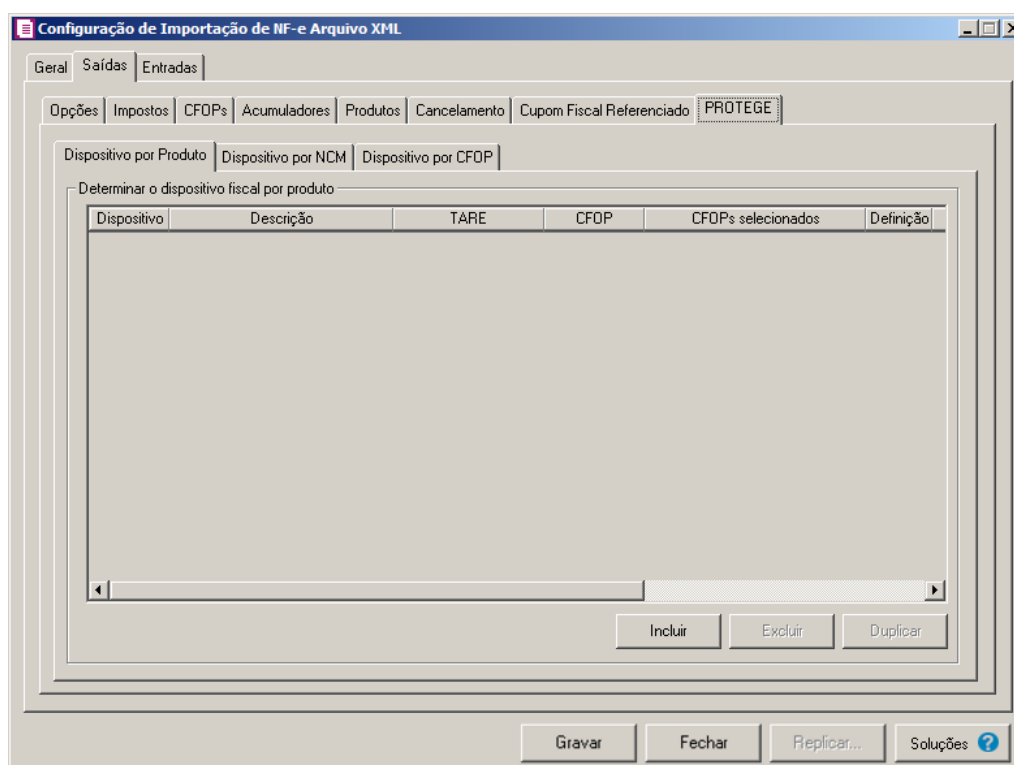 Configuração de Importação de NF-e Arquivo XML
Geral Saídas Entradas
Opções Impostos CFOPs Acumuladores Produtos Cancelamento Cupom Fiscal Referenciado PROTEGE
Dispositivo por Produto Dispositivo por NCM Dispositivo por CFOP
Determinar o dispositivo fiscal por produto
Dispositivo Descrição TARE CFOP CFOPs selecionados Definição
Incluir Excluir Duplicar
Gravar Fechar Replicar... Soluções ?